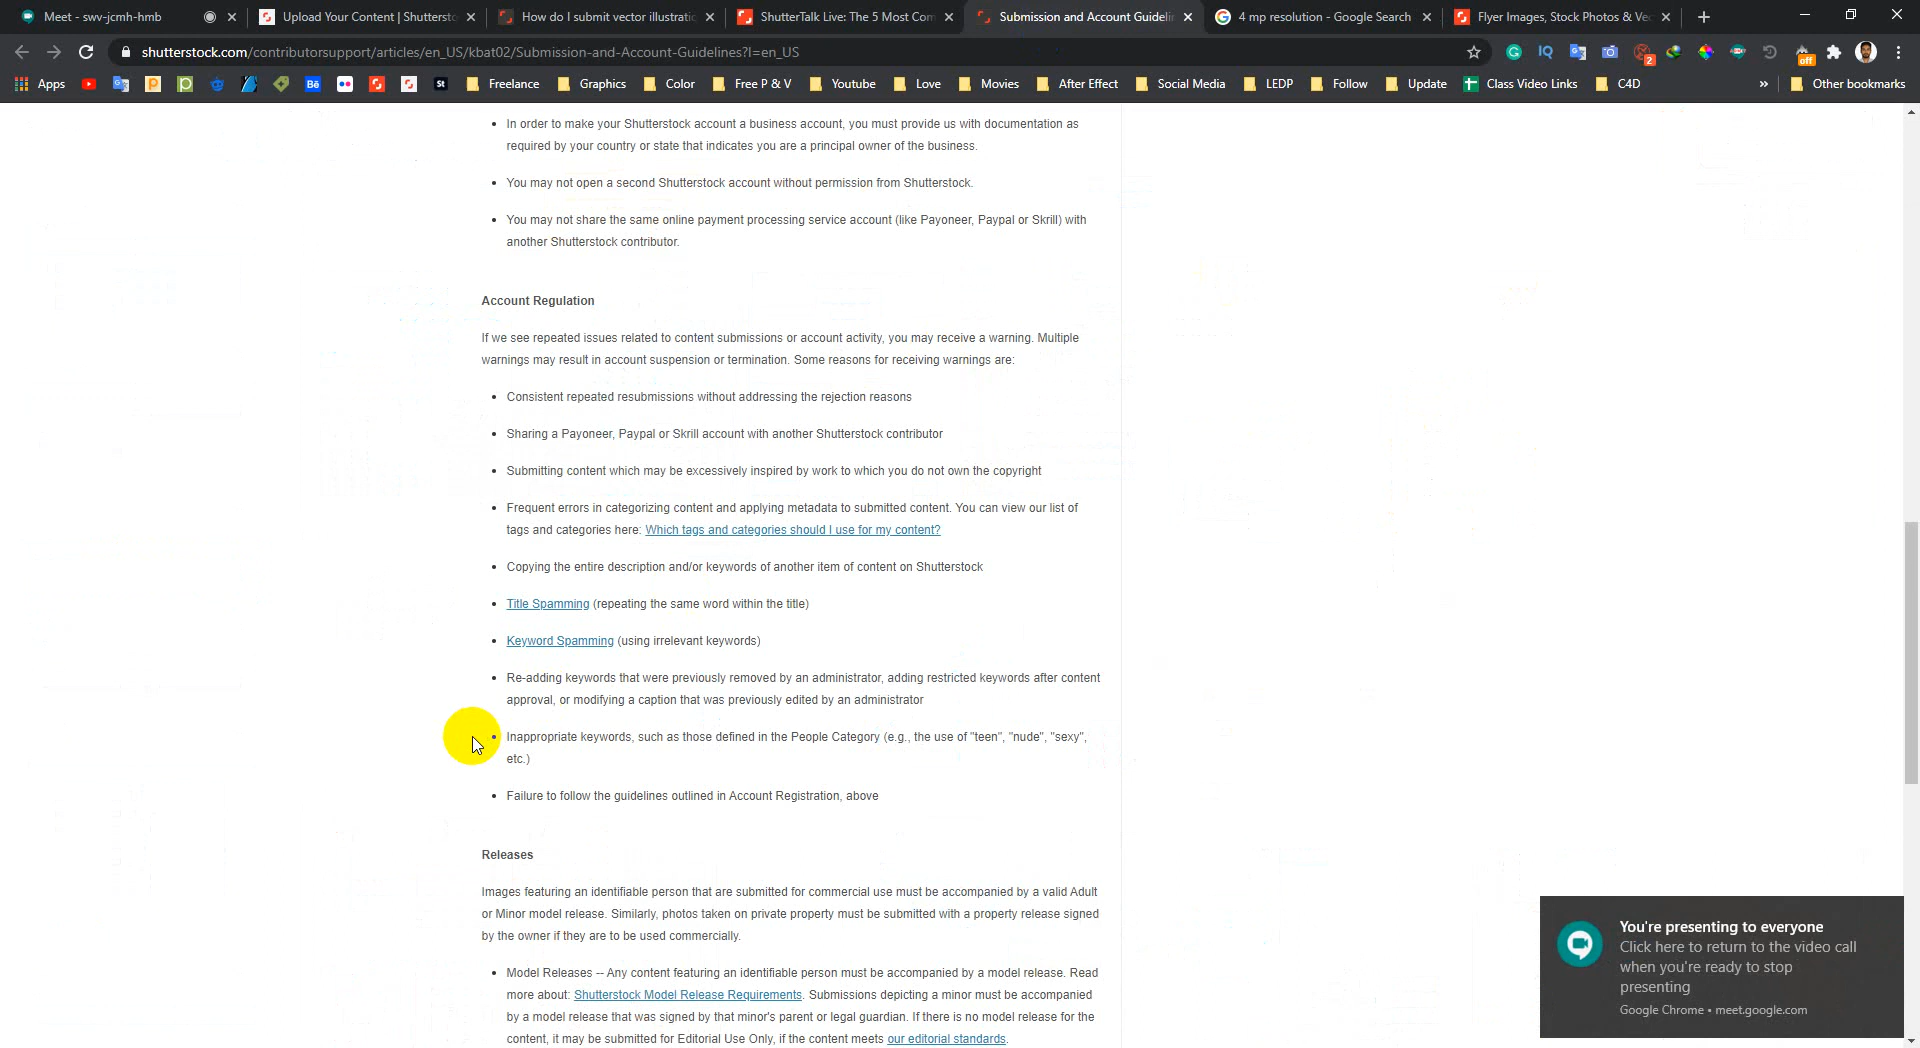 Meet - swv-jcmh-hmb
Upload Your Content | Shuttersto
How do I submit vector illustratio
ShutterTalk Live: The 5 Most Com
Submission and Account Guidelin
4 mp resolution - Google Search
Flyer Images, Stock Photos & Vec
shutterstock.com/contributorsupport/articles/en_US/kbat02/Submission-and-Account-Guidelines?l=en_US
2
off
Apps
Bē
St
Freelance
Graphics
Color
Free P & V
Youtube
Love
Movies
After Effect
Social Media
LEDP
Follow
Update
Class Video Links
C4D
»
Other bookmarks
• In order to make your Shutterstock account a business account, you must provide us with documentation as
required by your country or state that indicates you are a principal owner of the business.
• You may not open a second Shutterstock account without permission from Shutterstock.
• You may not share the same online payment processing service account (like Payoneer, Paypal or Skrill) with
another Shutterstock contributor.
Account Regulation
If we see repeated issues related to content submissions or account activity, you may receive a warning. Multiple
warnings may result in account suspension or termination. Some reasons for receiving warnings are:
• Consistent repeated resubmissions without addressing the rejection reasons
• Sharing a Payoneer, Paypal or Skrill account with another Shutterstock contributor
• Submitting content which may be excessively inspired by work to which you do not own the copyright
• Frequent errors in categorizing content and applying metadata to submitted content. You can view our list of
tags and categories here: Which tags and categories should I use for my content?
• Copying the entire description and/or keywords of another item of content on Shutterstock
• Title Spamming (repeating the same word within the title)
• Keyword Spamming (using irrelevant keywords)
• Re-adding keywords that were previously removed by an administrator, adding restricted keywords after content
approval, or modifying a caption that was previously edited by an administrator
• Inappropriate keywords, such as those defined in the People Category (e.g., the use of "teen", "nude", "sexy",
etc.)
• Failure to follow the guidelines outlined in Account Registration, above
Releases
Images featuring an identifiable person that are submitted for commercial use must be accompanied by a valid Adult
or Minor model release. Similarly, photos taken on private property must be submitted with a property release signed
by the owner if they are to be used commercially.
• Model Releases -- Any content featuring an identifiable person must be accompanied by a model release. Read
more about: Shutterstock Model Release Requirements. Submissions depicting a minor must be accompanied
by a model release that was signed by that minor's parent or legal guardian. If there is no model release for the
content, it may be submitted for Editorial Use Only, if the content meets our editorial standards.
You're presenting to everyone
Click here to return to the video call
when you're ready to stop
presenting
Google Chrome • meet.google.com